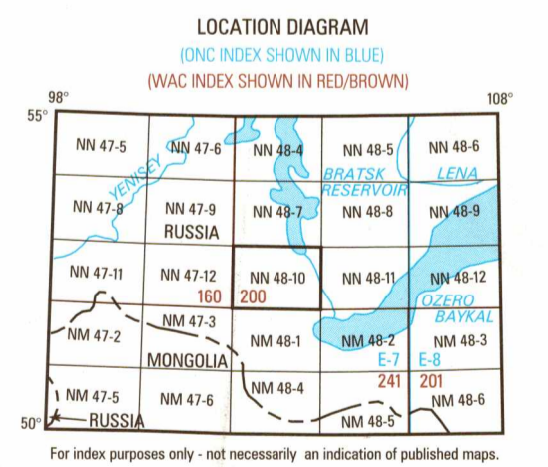 LOCATION DIAGRAM
(ONC INDEX SHOWN IN BLUE)
(WAC INDEX SHOWN IN RED/BROWN)
98° 108°
55°
NN 47-5 NN 47-6 NN 48-4 NN 48-5 NN 48-6
YENISEY BRATSK RESERVOIR LENA
NN 47-8 NN 47-9 NN 48-7 NN 48-8 NN 48-9
RUSSIA
NN 47-11 NN 47-12 NN 48-10 NN 48-11 NN 48-12
160 200 OZERO BAYKAL
NM 47-2 NM 47-3 NM 48-1 NM 48-2 NM 48-3
MONGOLIA E-7 E-8
241 201
NM 47-5 NM 47-6 NM 48-4 NM 48-5 NM 48-6
50° RUSSIA
For index purposes only - not necessarily an indication of published maps.